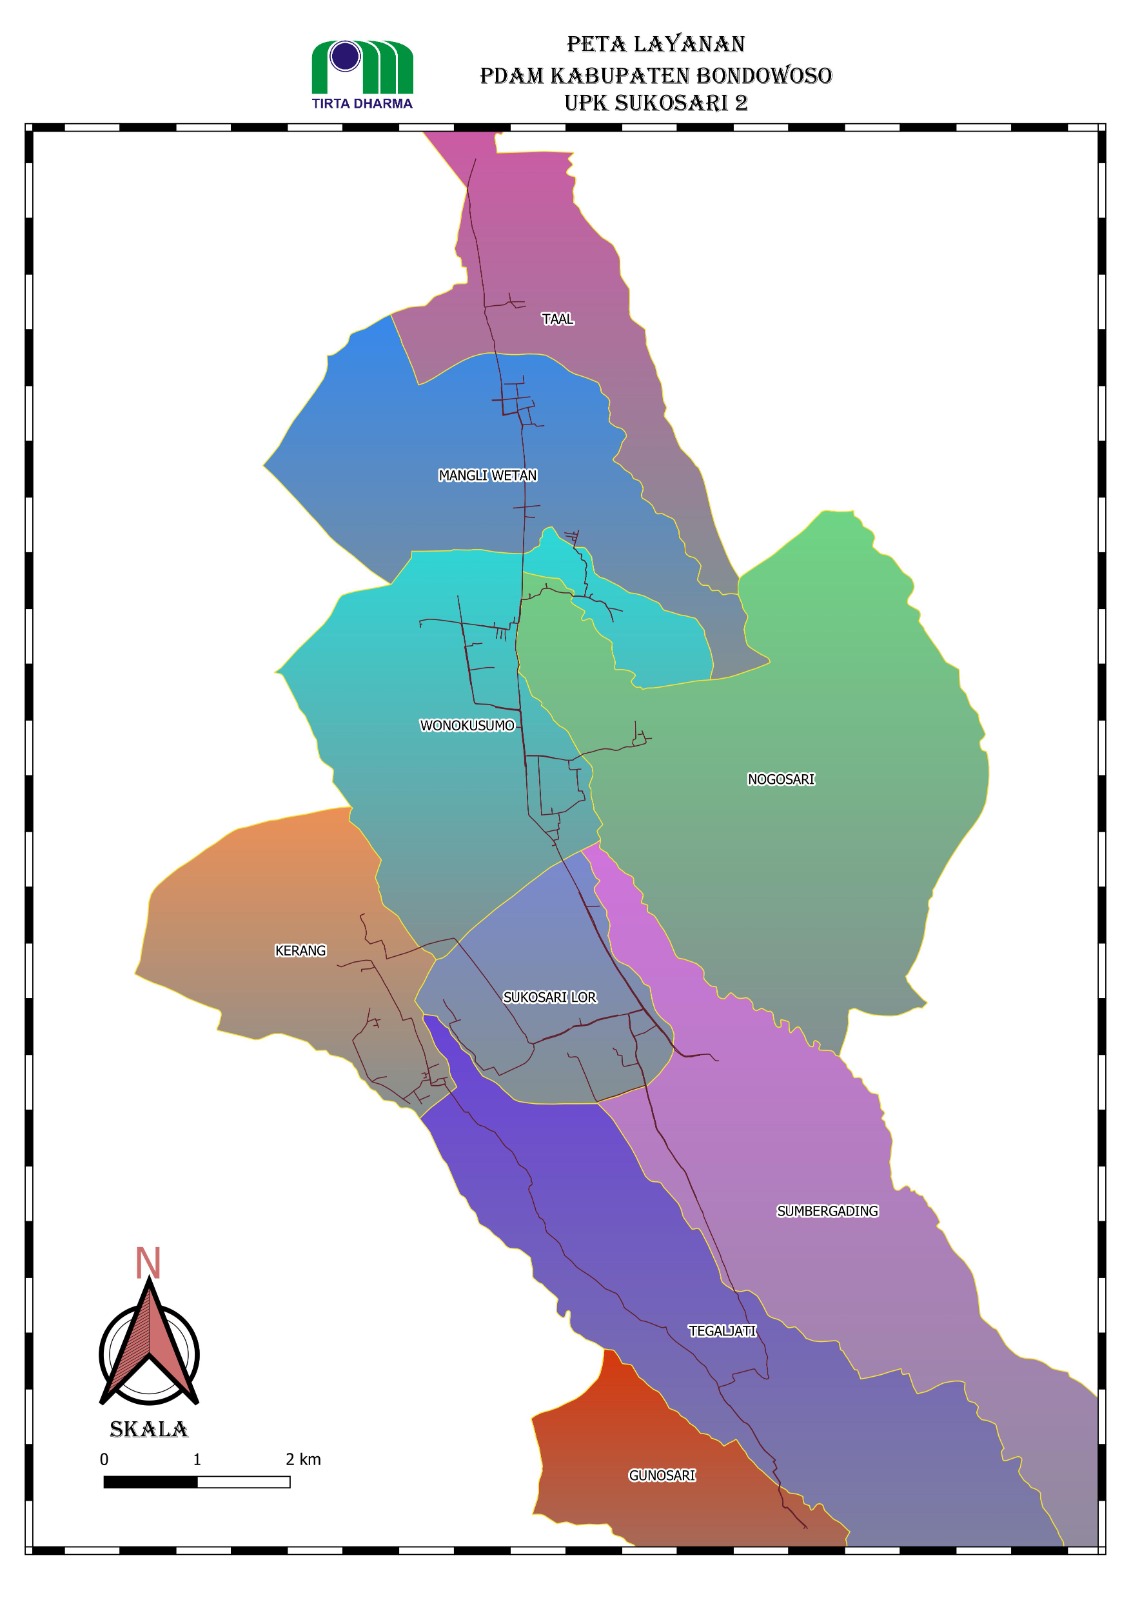 PETA LAYANAN
PDAM KABUPATEN BONDOWOSO
UPK SUKOSARI 2
TIRTA DHARMA
TAAL
MANGLI WETAN
WONOKUSUMO
NOGOSARI
KERANG
SUKOSARI LOR
SUMBERGADING
TEGALJATI
GUNOSARI
N
SKALA
0 1 2 km